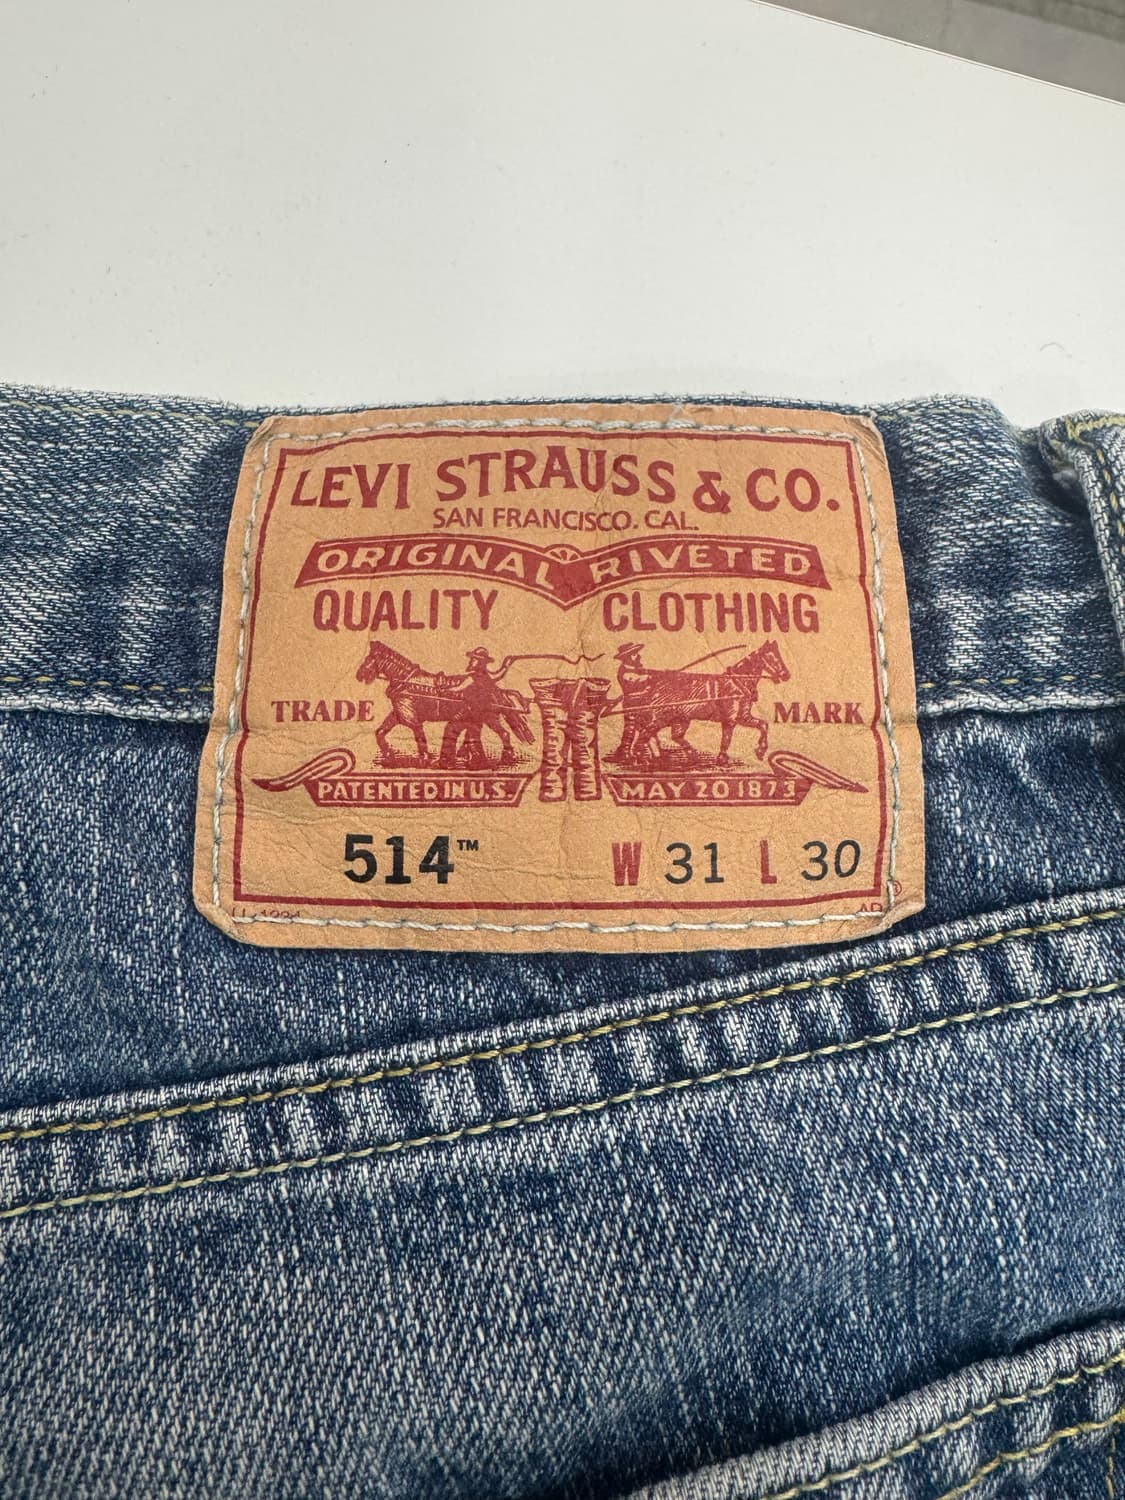 LEVI STRAUSS & CO.
SAN FRANCISCO. CAL.
ORIGINAL RIVETED
QUALITY CLOTHING
TRADE MARK
PATENTED IN U.S. MAY 20 1873
514™ W 31 L 30
®